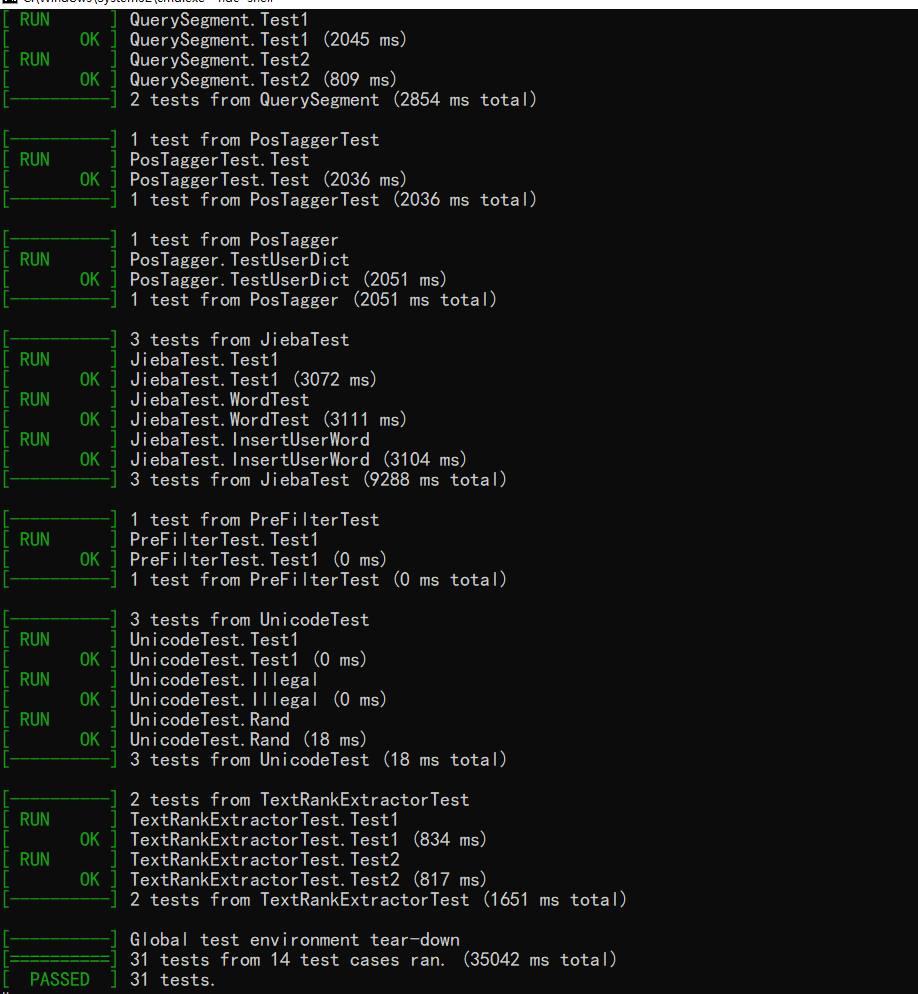 [ RUN      ] QuerySegment.Test1
[       OK ] QuerySegment.Test1 (2045 ms)
[ RUN      ] QuerySegment.Test2
[       OK ] QuerySegment.Test2 (809 ms)
[----------] 2 tests from QuerySegment (2854 ms total)
[----------] 1 test from PosTaggerTest
[ RUN      ] PosTaggerTest.Test
[       OK ] PosTaggerTest.Test (2036 ms)
[----------] 1 test from PosTaggerTest (2036 ms total)
[----------] 1 test from PosTagger
[ RUN      ] PosTagger.TestUserDict
[       OK ] PosTagger.TestUserDict (2051 ms)
[----------] 1 test from PosTagger (2051 ms total)
[----------] 3 tests from JiebaTest
[ RUN      ] JiebaTest.Test1
[       OK ] JiebaTest.Test1 (3072 ms)
[ RUN      ] JiebaTest.WordTest
[       OK ] JiebaTest.WordTest (3111 ms)
[ RUN      ] JiebaTest.InsertUserWord
[       OK ] JiebaTest.InsertUserWord (3104 ms)
[----------] 3 tests from JiebaTest (9288 ms total)
[----------] 1 test from PreFilterTest
[ RUN      ] PreFilterTest.Test1
[       OK ] PreFilterTest.Test1 (0 ms)
[----------] 1 test from PreFilterTest (0 ms total)
[----------] 3 tests from UnicodeTest
[ RUN      ] UnicodeTest.Test1
[       OK ] UnicodeTest.Test1 (0 ms)
[ RUN      ] UnicodeTest.Illegal
[       OK ] UnicodeTest.Illegal (0 ms)
[ RUN      ] UnicodeTest.Rand
[       OK ] UnicodeTest.Rand (18 ms)
[----------] 3 tests from UnicodeTest (18 ms total)
[----------] 2 tests from TextRankExtractorTest
[ RUN      ] TextRankExtractorTest.Test1
[       OK ] TextRankExtractorTest.Test1 (834 ms)
[ RUN      ] TextRankExtractorTest.Test2
[       OK ] TextRankExtractorTest.Test2 (817 ms)
[----------] 2 tests from TextRankExtractorTest (1651 ms total)
[----------] Global test environment tear-down
[==========] 31 tests from 14 test cases ran. (35042 ms total)
[  PASSED  ] 31 tests.